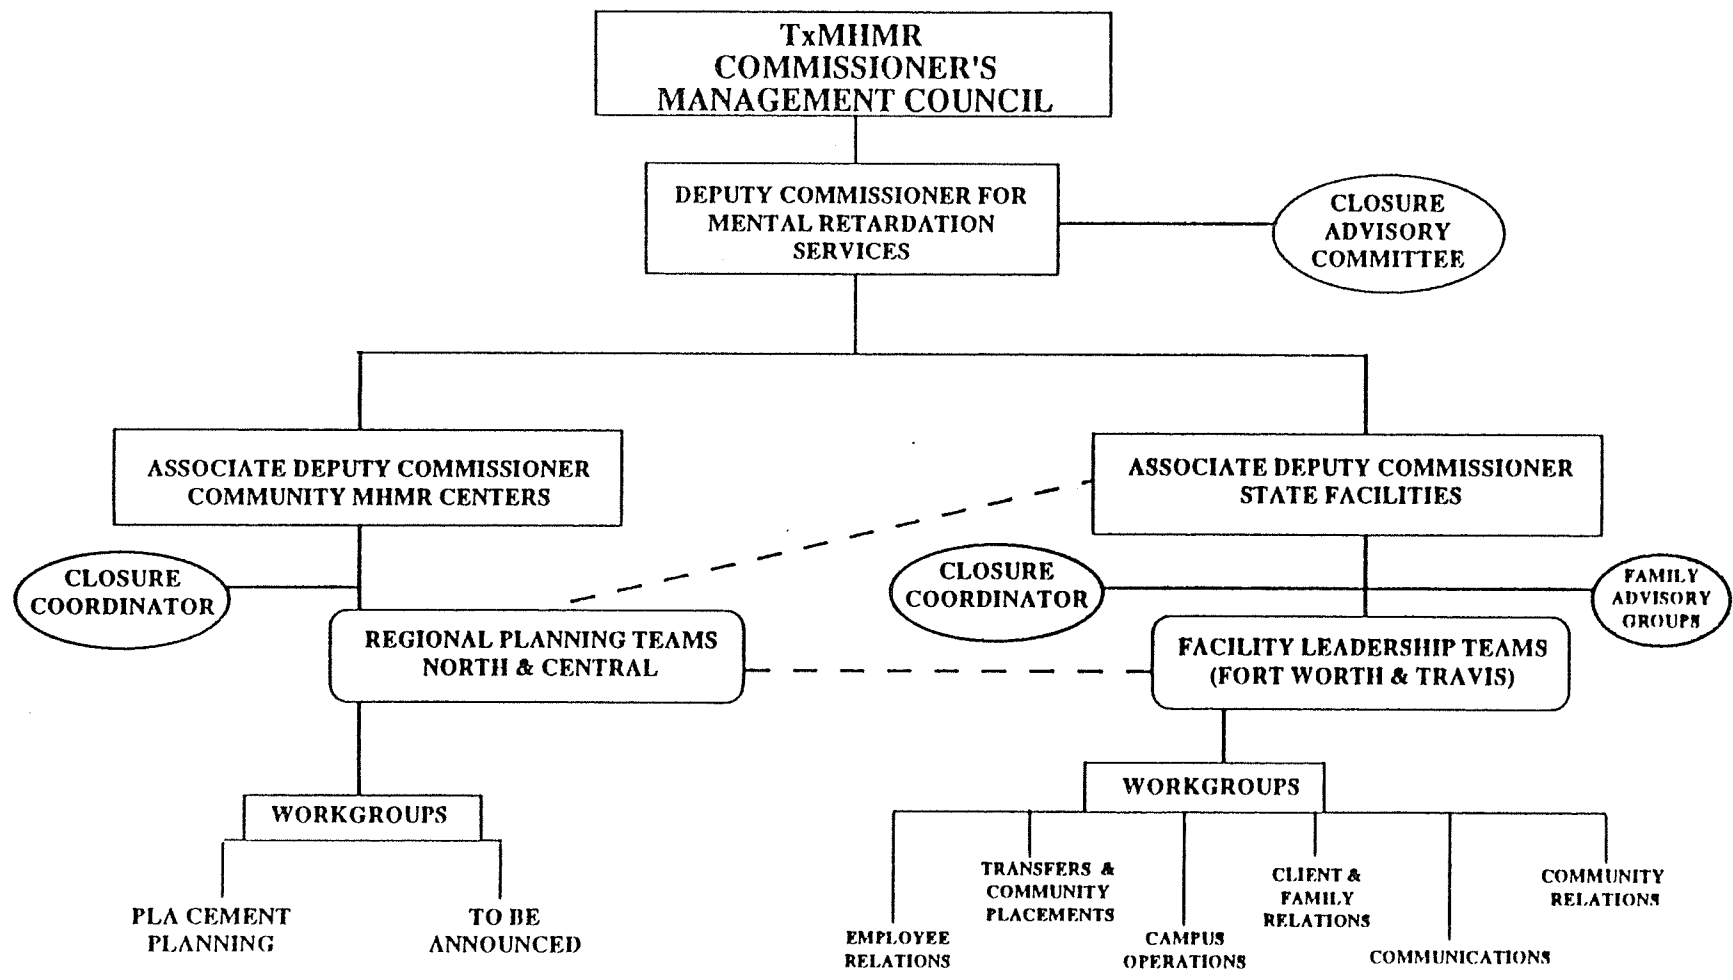 TxMHMR
COMMISSIONER'S
MANAGEMENT COUNCIL
DEPUTY COMMISSIONER FOR
MENTAL RETARDATION
SERVICES
CLOSURE
ADVISORY
COMMITTEE
ASSOCIATE DEPUTY COMMISSIONER
COMMUNITY MHMR CENTERS
ASSOCIATE DEPUTY COMMISSIONER
STATE FACILITIES
CLOSURE
COORDINATOR
CLOSURE
COORDINATOR
FAMILY
ADVISORY
GROUPS
REGIONAL PLANNING TEAMS
NORTH & CENTRAL
FACILITY LEADERSHIP TEAMS
(FORT WORTH & TRAVIS)
WORKGROUPS
PLA CEMENT
PLANNING
TO BE
ANNOUNCED
WORKGROUPS
EMPLOYEE
RELATIONS
TRANSFERS &
COMMUNITY
PLACEMENTS
CAMPUS
OPERATIONS
CLIENT &
FAMILY
RELATIONS
COMMUNICATIONS
COMMUNITY
RELATIONS